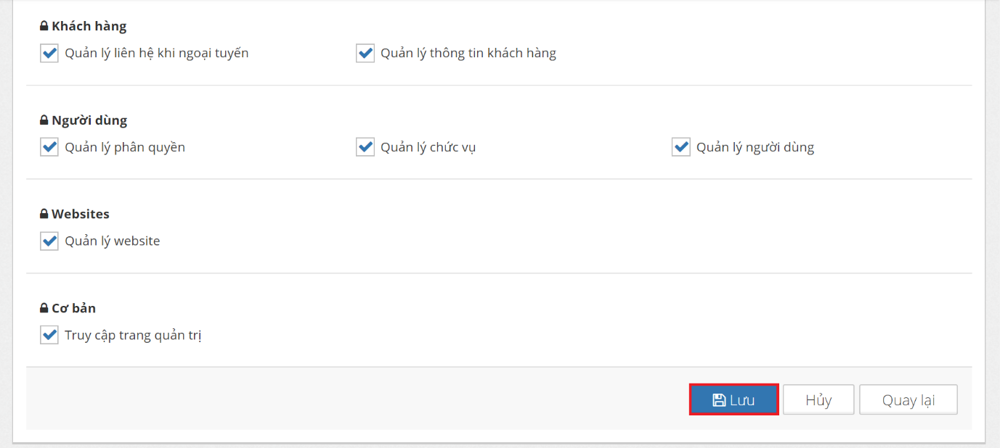 Khách hàng
Quản lý liên hệ khi ngoại tuyến Quản lý thông tin khách hàng
Người dùng
Quản lý phân quyền Quản lý chức vụ Quản lý người dùng
Websites
Quản lý website
Cơ bản
Truy cập trang quản trị
Lưu Hủy Quay lại